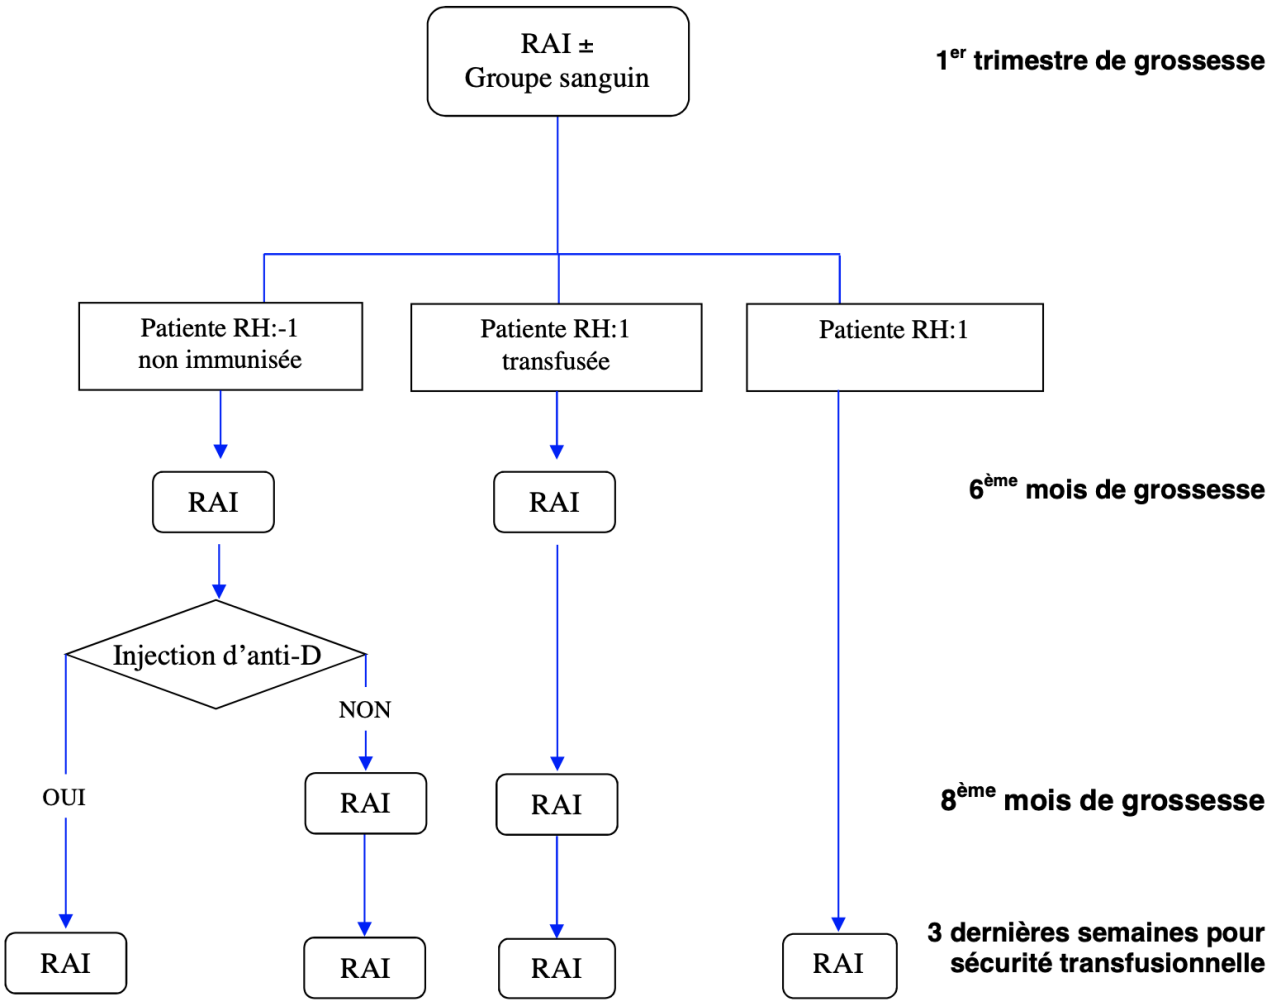 RAI ±
Groupe sanguin
1er trimestre de grossesse
Patiente RH:-1
non immunisée
Patiente RH:1
transfusée
Patiente RH:1
RAI
RAI
6ème mois de grossesse
Injection d’anti-D
NON
OUI
RAI
RAI
8ème mois de grossesse
RAI
RAI
RAI
RAI
3 dernières semaines pour
sécurité transfusionnelle